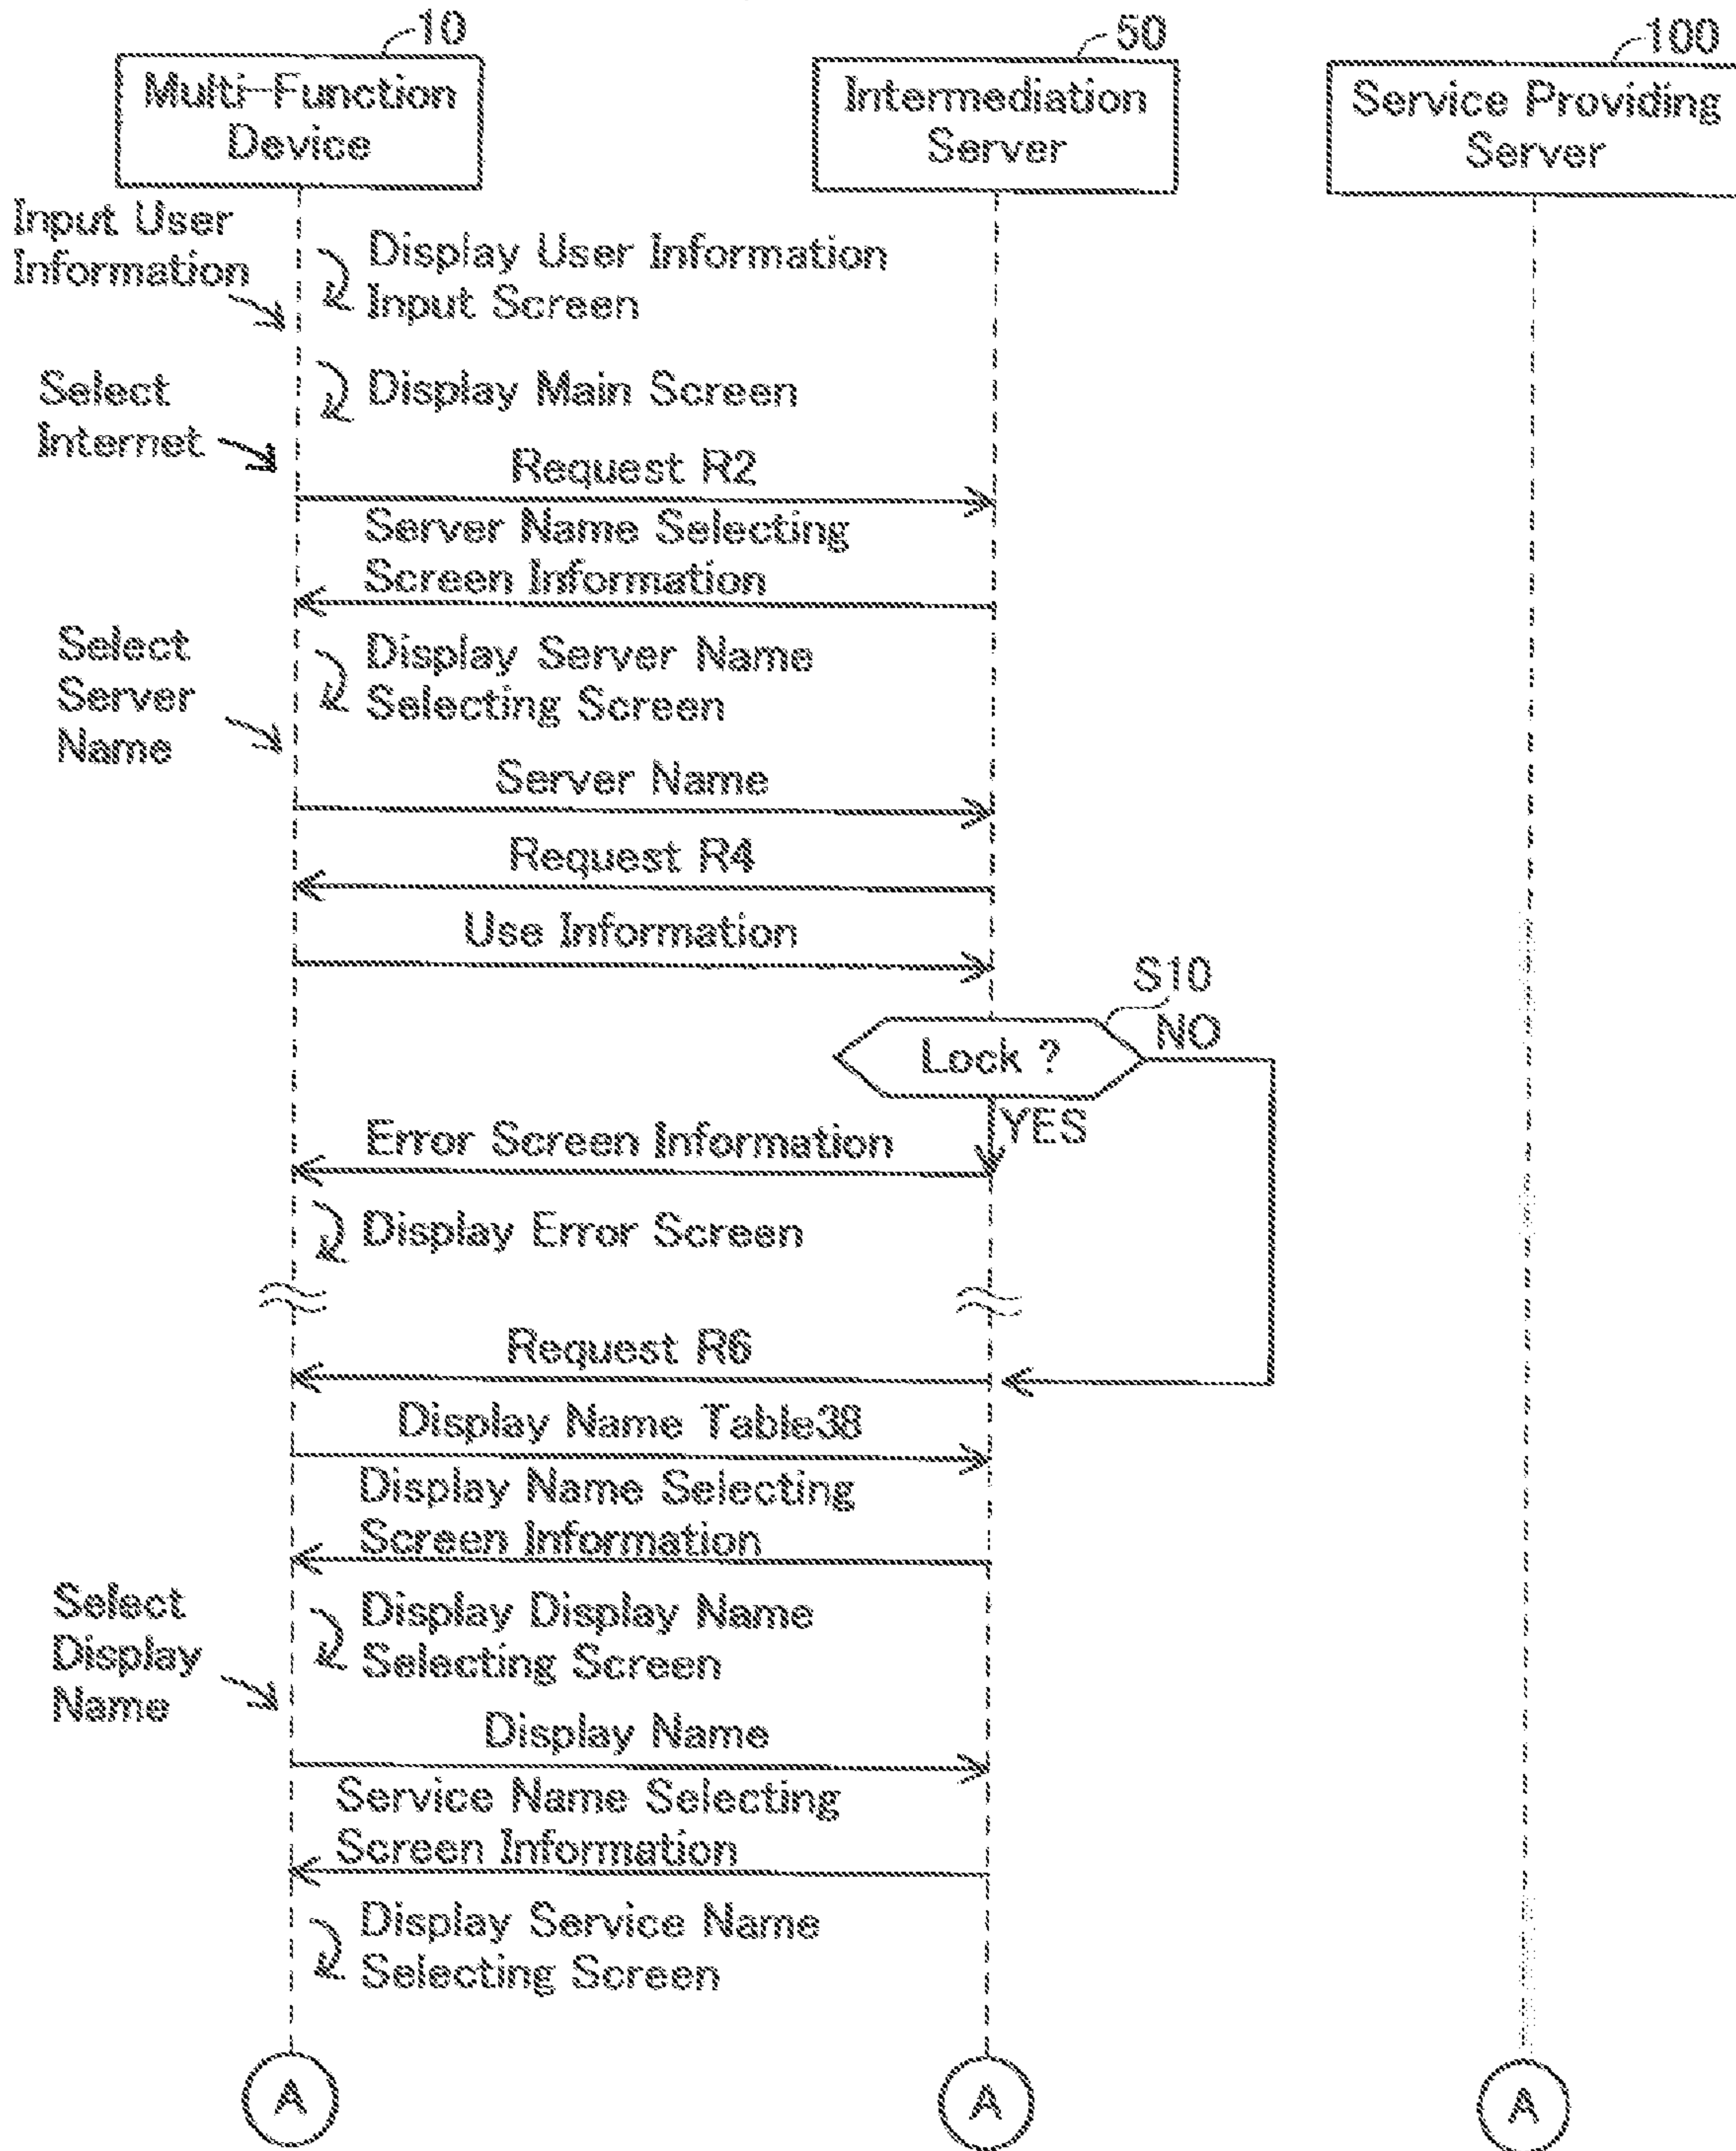 10
50
100
Multi-Function
Device
Intermediation
Server
Service Providing
Server
Input User
Information
Display User Information
Input Screen
Select
Internet
Display Main Screen
Request R2
Server Name Selecting
Screen Information
Select
Server
Name
Display Server Name
Selecting Screen
Server Name
Request R4
Use Information
S10
Lock ?
NO
YES
Error Screen Information
Display Error Screen
Request R6
Display Name Table38
Display Name Selecting
Screen Information
Select
Display
Name
Display Display Name
Selecting Screen
Display Name
Service Name Selecting
Screen Information
Display Service Name
Selecting Screen
A
A
A